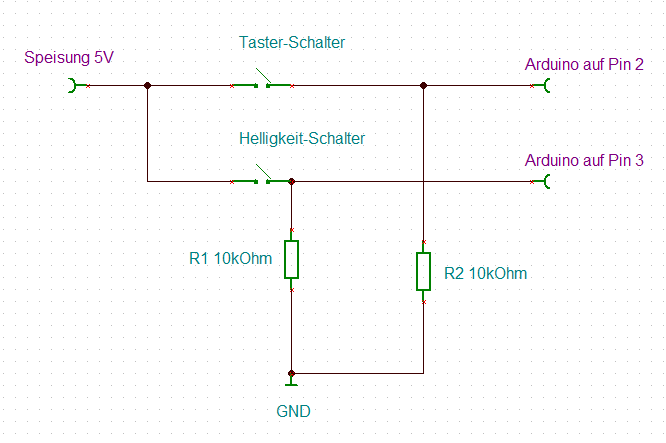 Taster-Schalter
Speisung 5V
Arduino auf Pin 2
Helligkeit-Schalter
Arduino auf Pin 3
R1 10kOhm
R2 10kOhm
GND